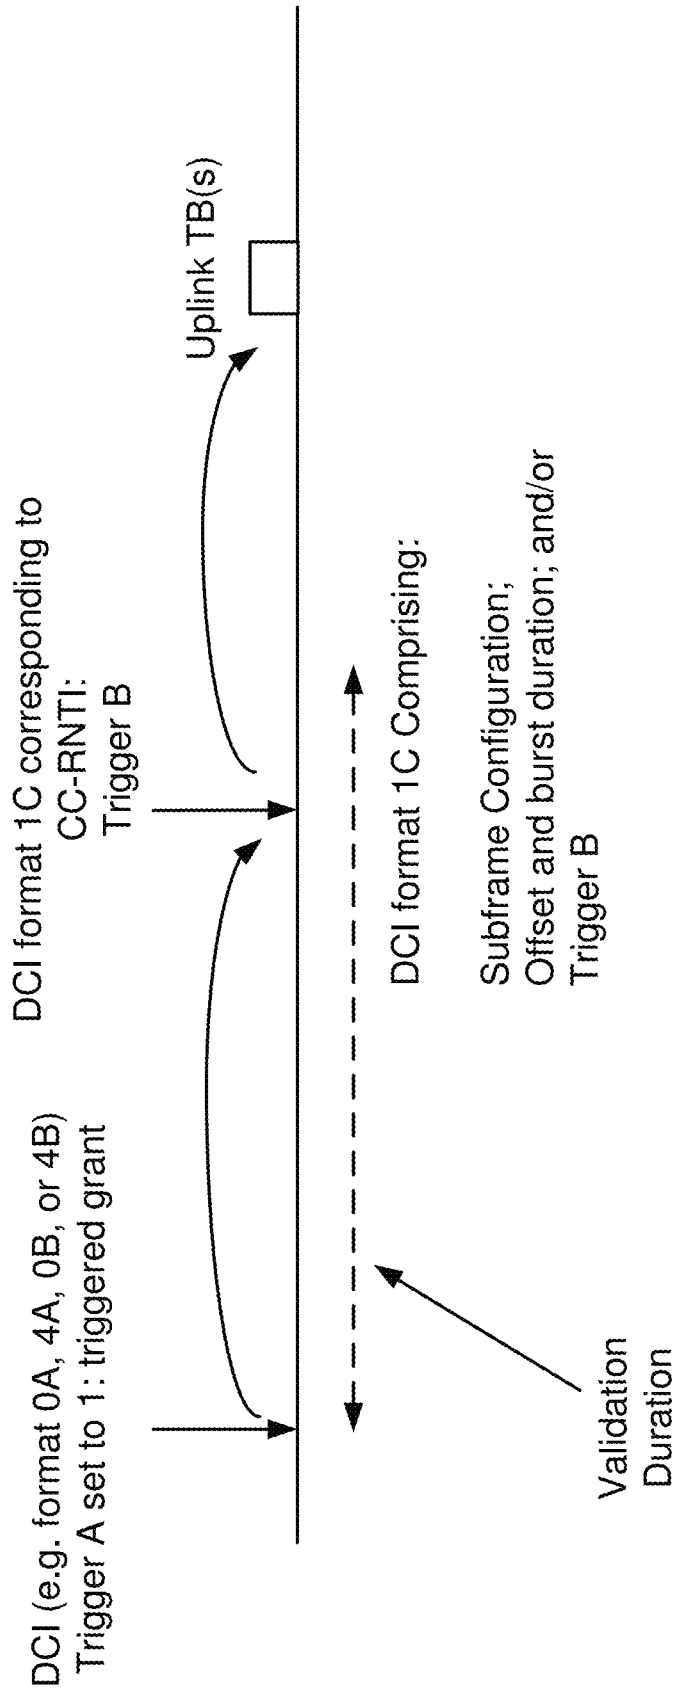 DCI (e.g. format 0A, 4A, 0B, or 4B)
Trigger A set to 1: triggered grant
DCI format 1C corresponding to
CC-RNTI:
Trigger B
Uplink TB(s)
Validation
Duration
DCI format 1C Comprising:
Subframe Configuration;
Offset and burst duration; and/or
Trigger B